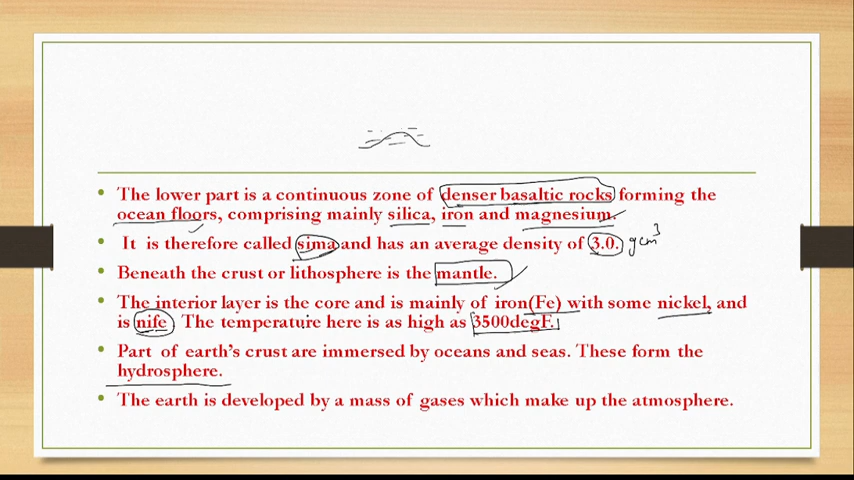 The lower part is a continuous zone of denser basaltic rocks forming the
ocean floors, comprising mainly silica, iron and magnesium.
It is therefore called sima and has an average density of 3.0. g cm3
Beneath the crust or lithosphere is the mantle.
The interior layer is the core and is mainly of iron(Fe) with some nickel, and
is nife. The temperature here is as high as 3500degF.
Part of earth's crust are immersed by oceans and seas. These form the
hydrosphere.
The earth is developed by a mass of gases which make up the atmosphere.